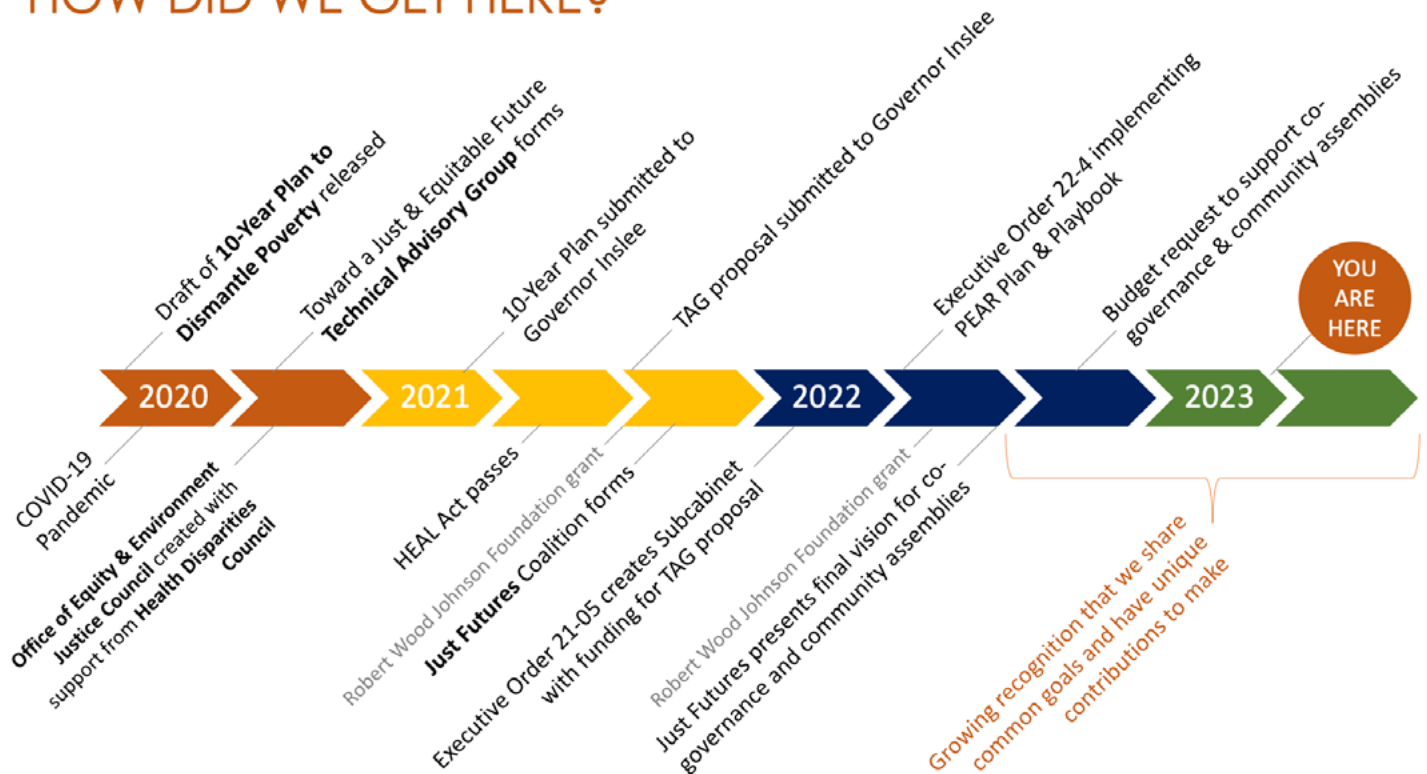 HOW DID WE GET HERE?
Draft of 10-Year Plan to
Dismantle Poverty released
Toward a Just & Equitable Future
Technical Advisory Group forms
10-Year Plan submitted to
Governor Inslee
TAG proposal submitted to Governor Inslee
Executive Order 22-4 implementing
PEAR Plan & Playbook
Budget request to support co-
governance & community assemblies
YOU
ARE
HERE
2020
2021
2022
2023
COVID-19
Pandemic
Office of Equity & Environment
Justice Council created with
support from Health Disparities
Council
HEAL Act passes
Robert Wood Johnson Foundation grant
Just Futures Coalition forms
Executive Order 21-05 creates Subcabinet
with funding for TAG proposal
Robert Wood Johnson Foundation grant
Just Futures presents final vision for co-
governance and community assemblies
Growing recognition that we share
common goals and have unique
contributions to make